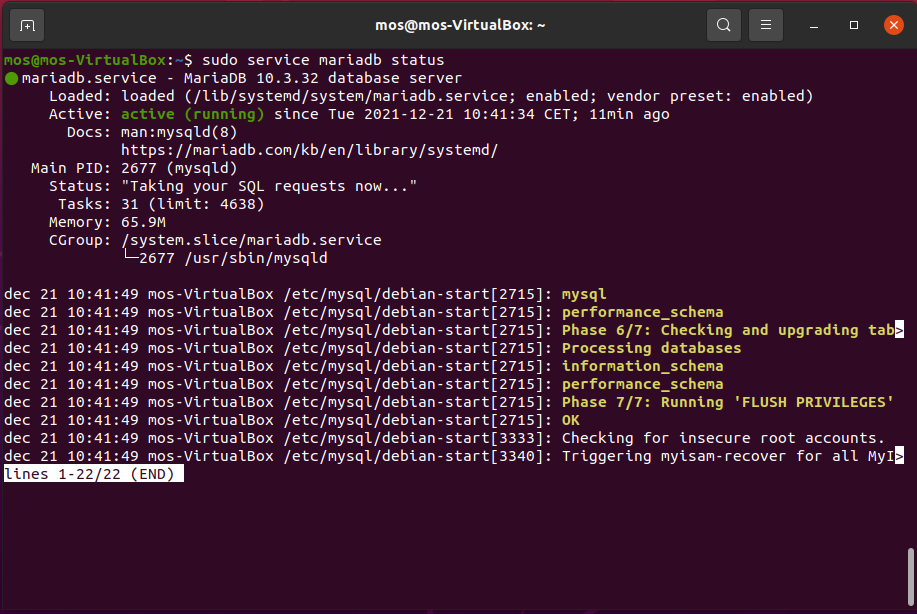 mos@mos-VirtualBox: ~
mos@mos-VirtualBox:~$ sudo service mariadb status
● mariadb.service - MariaDB 10.3.32 database server
     Loaded: loaded (/lib/systemd/system/mariadb.service; enabled; vendor preset: enabled)
     Active: active (running) since Tue 2021-12-21 10:41:34 CET; 11min ago
       Docs: man:mysqld(8)
             https://mariadb.com/kb/en/library/systemd/
   Main PID: 2677 (mysqld)
     Status: "Taking your SQL requests now..."
      Tasks: 31 (limit: 4638)
     Memory: 65.9M
     CGroup: /system.slice/mariadb.service
             └─2677 /usr/sbin/mysqld
dec 21 10:41:49 mos-VirtualBox /etc/mysql/debian-start[2715]: mysql
dec 21 10:41:49 mos-VirtualBox /etc/mysql/debian-start[2715]: performance_schema
dec 21 10:41:49 mos-VirtualBox /etc/mysql/debian-start[2715]: Phase 6/7: Checking and upgrading tab>
dec 21 10:41:49 mos-VirtualBox /etc/mysql/debian-start[2715]: Processing databases
dec 21 10:41:49 mos-VirtualBox /etc/mysql/debian-start[2715]: information_schema
dec 21 10:41:49 mos-VirtualBox /etc/mysql/debian-start[2715]: performance_schema
dec 21 10:41:49 mos-VirtualBox /etc/mysql/debian-start[2715]: Phase 7/7: Running 'FLUSH PRIVILEGES'
dec 21 10:41:49 mos-VirtualBox /etc/mysql/debian-start[2715]: OK
dec 21 10:41:49 mos-VirtualBox /etc/mysql/debian-start[3333]: Checking for insecure root accounts.
dec 21 10:41:49 mos-VirtualBox /etc/mysql/debian-start[3340]: Triggering myisam-recover for all MyI>
lines 1-22/22 (END)